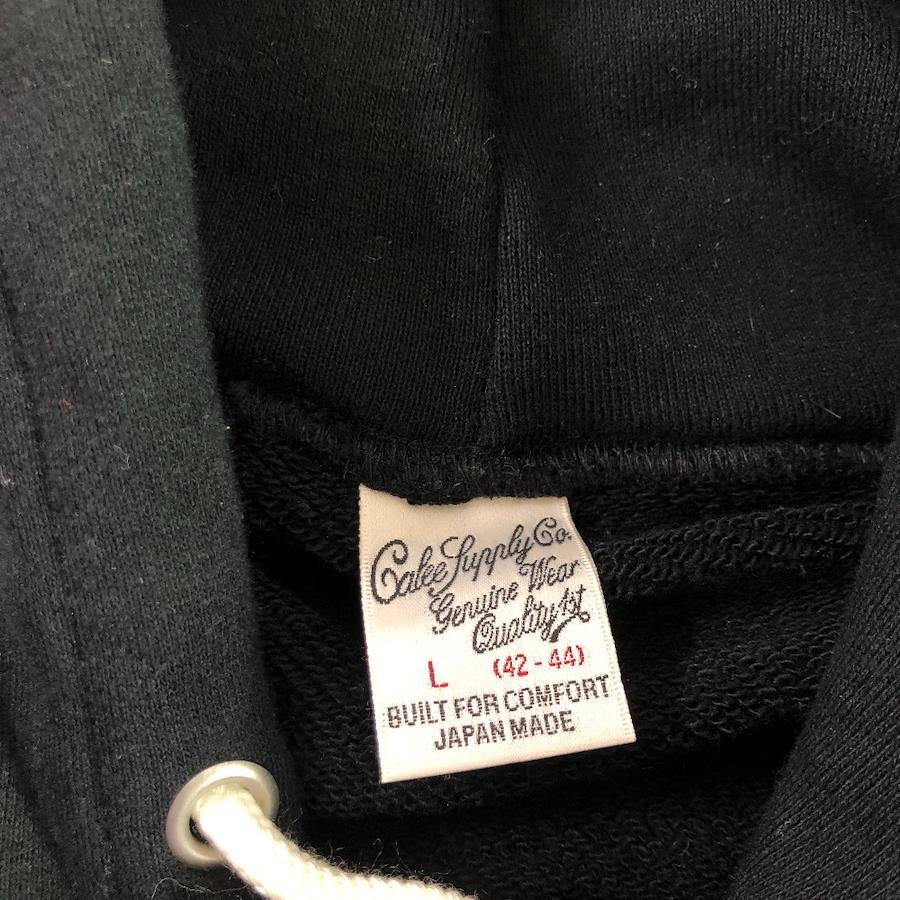 Calee Supply Co.
Genuine Wear
Quality 1st
L (42-44)
BUILT FOR COMFORT
JAPAN MADE